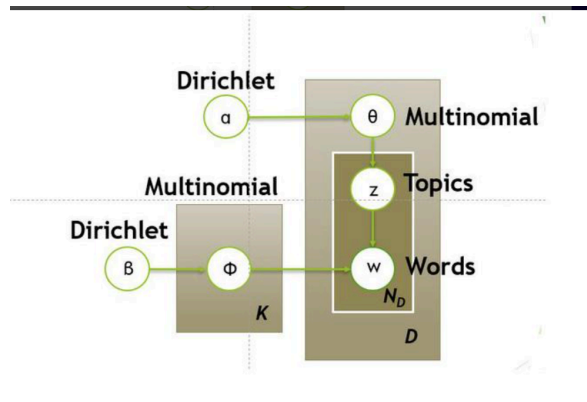 Dirichlet
α
θ
Multinomial
Multinomial
z
Topics
Dirichlet
β
Φ
w
Words
N_D
K
D